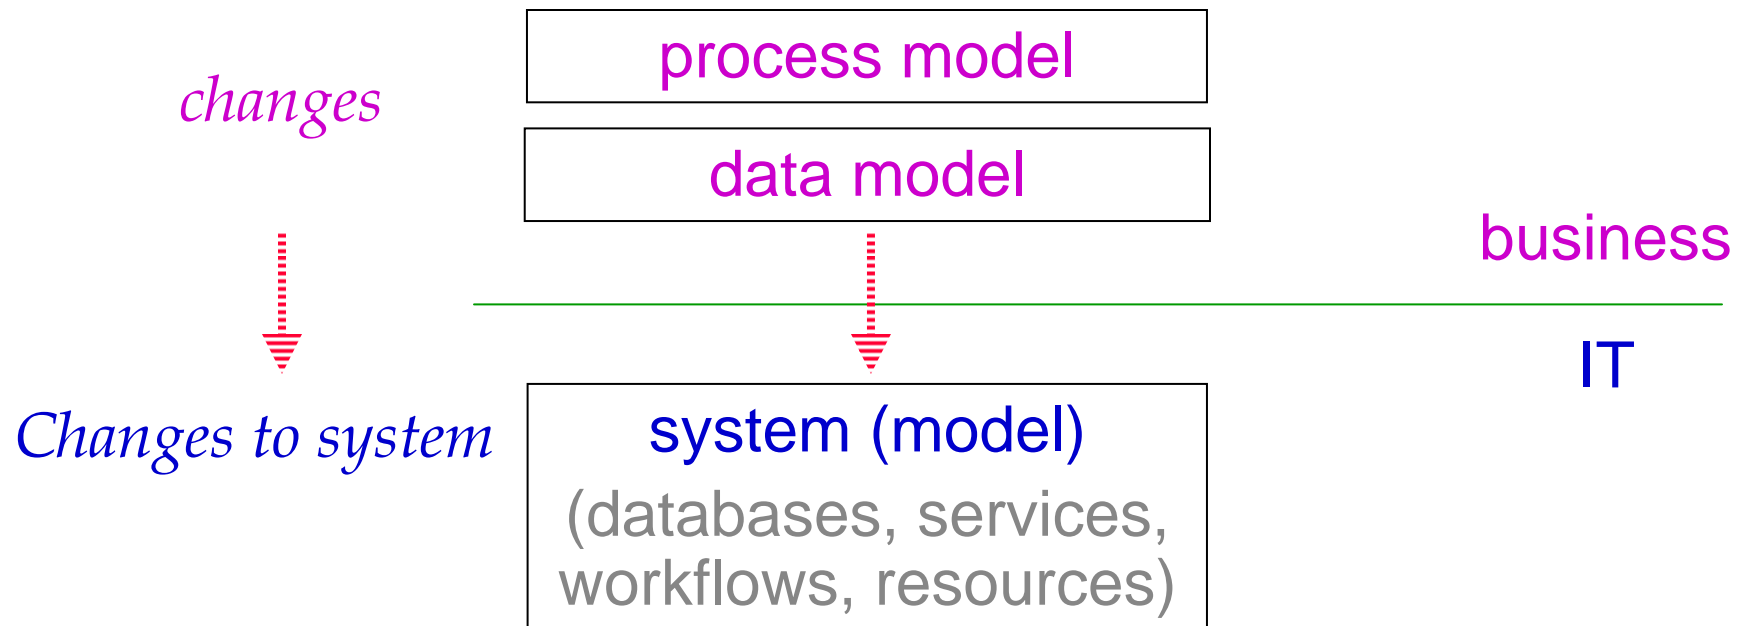 process model
changes
data model
business
IT
Changes to system
system (model)
(databases, services,
workflows, resources)